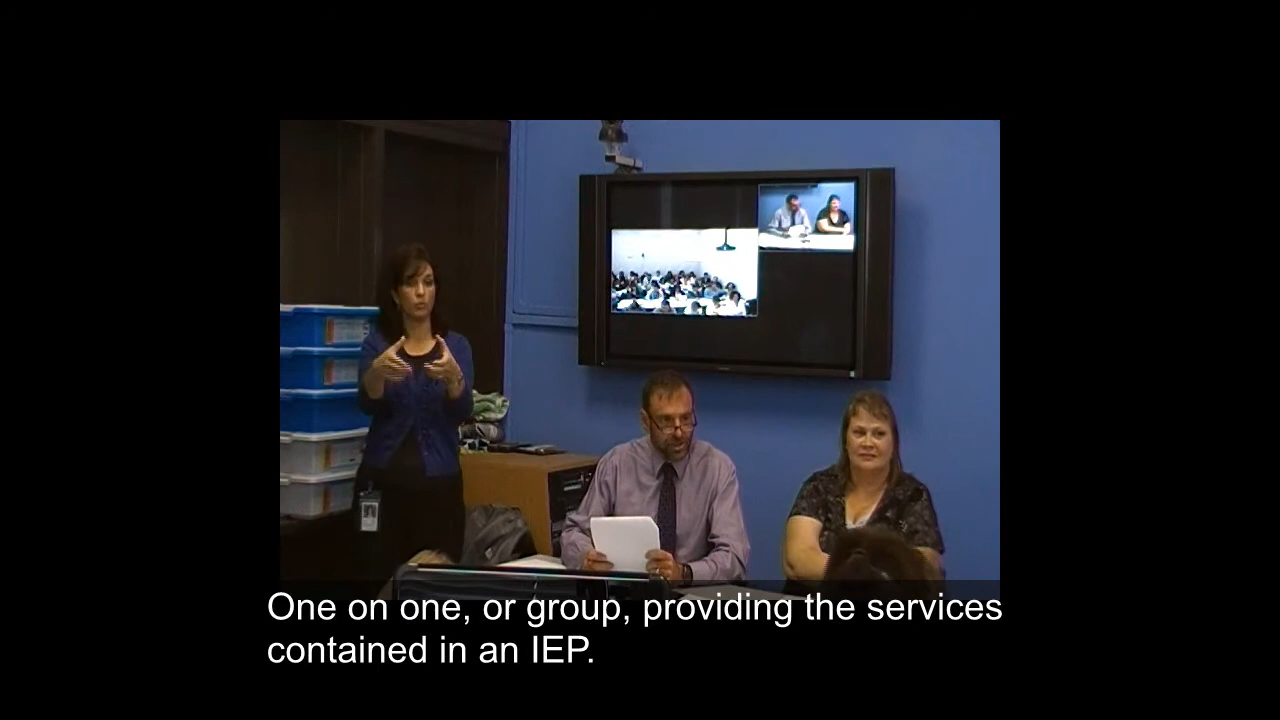 One on one, or group, providing the services
contained in an IEP.